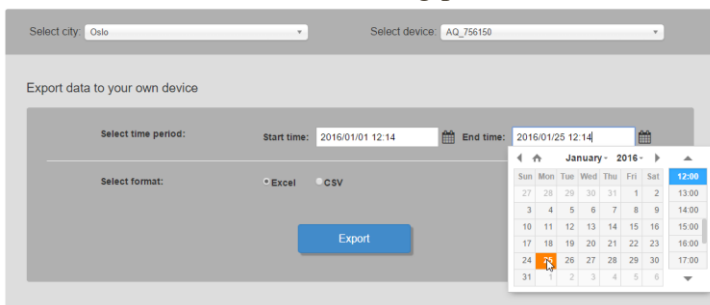 Select city: Oslo Select device: AQ_756150
Export data to your own device
Select time period: Start time: 2016/01/01 12:14 End time: 2016/01/25 12:14
January 2016
Sun Mon Tue Wed Thu Fri Sat 12:00
27 28 29 30 31 1 2 13:00
Select format: Excel CSV
3 4 5 6 7 8 9 14:00
10 11 12 13 14 15 16 15:00
Export
17 18 19 20 21 22 23 16:00
24 25 26 27 28 29 30 17:00
31 1 2 3 4 5 6